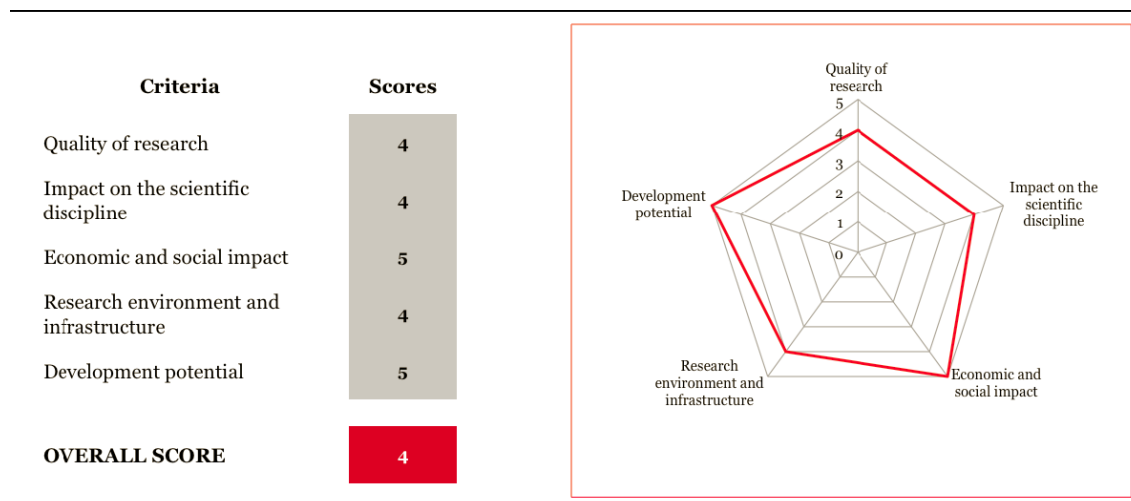 Criteria Scores
Quality of research 4
Impact on the scientific
discipline 4
Economic and social impact 5
Research environment and
infrastructure 4
Development potential 5
OVERALL SCORE 4
Quality of
research
5
4
3
2
1
0
Impact on the
scientific
discipline
Economic and
social impact
Research
environment and
infrastructure
Development
potential